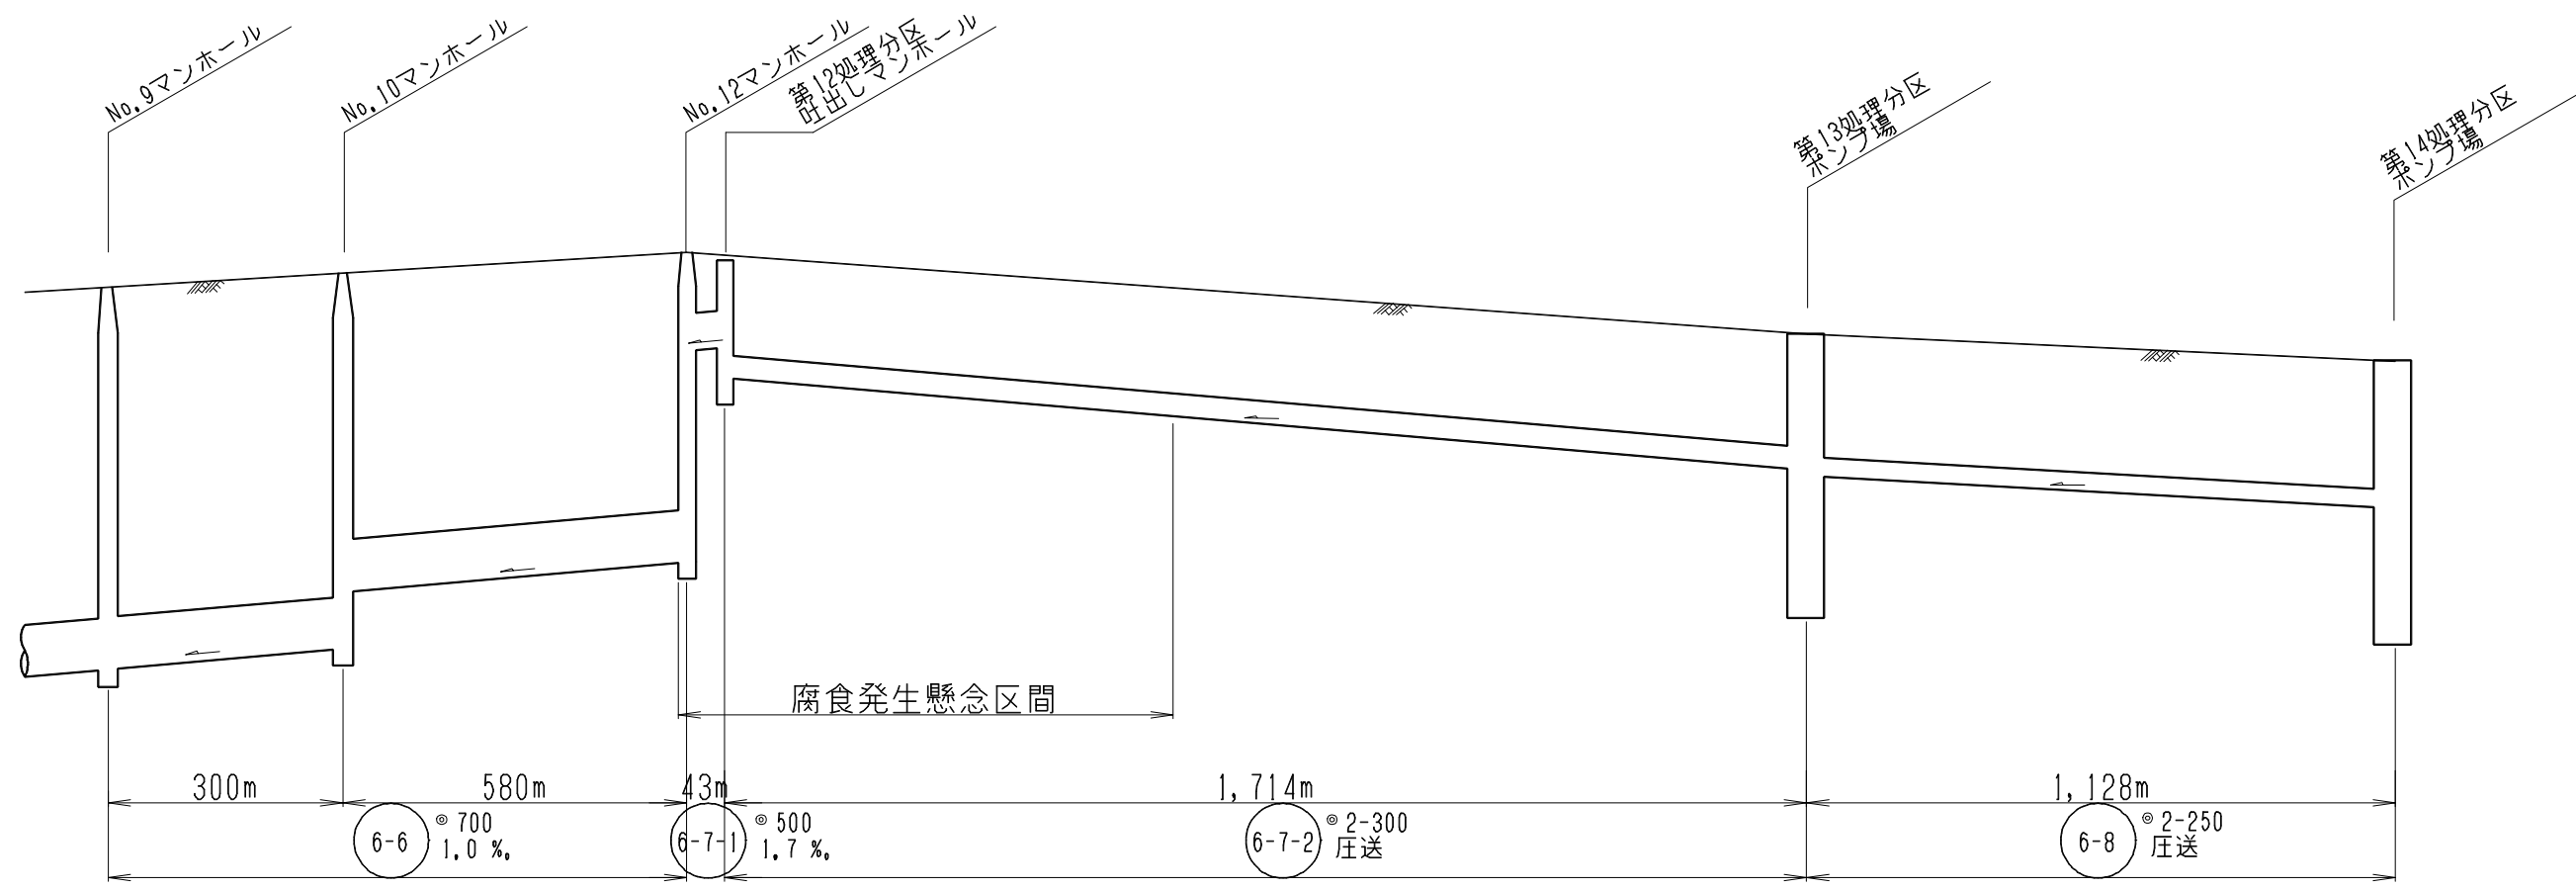 No.9マンホール
No.10マンホール
No.12マンホール
第12処理分区
吐出しマンホール
第13処理分区
ポンプ場
第14処理分区
ポンプ場
腐食発生懸念区間
300m
580m
43m
1,714m
1,128m
6-6
◎ 700
1.0 ‰
6-7-1
◎ 500
1.7 ‰
6-7-2
◎ 2-300
圧送
6-8
◎ 2-250
圧送